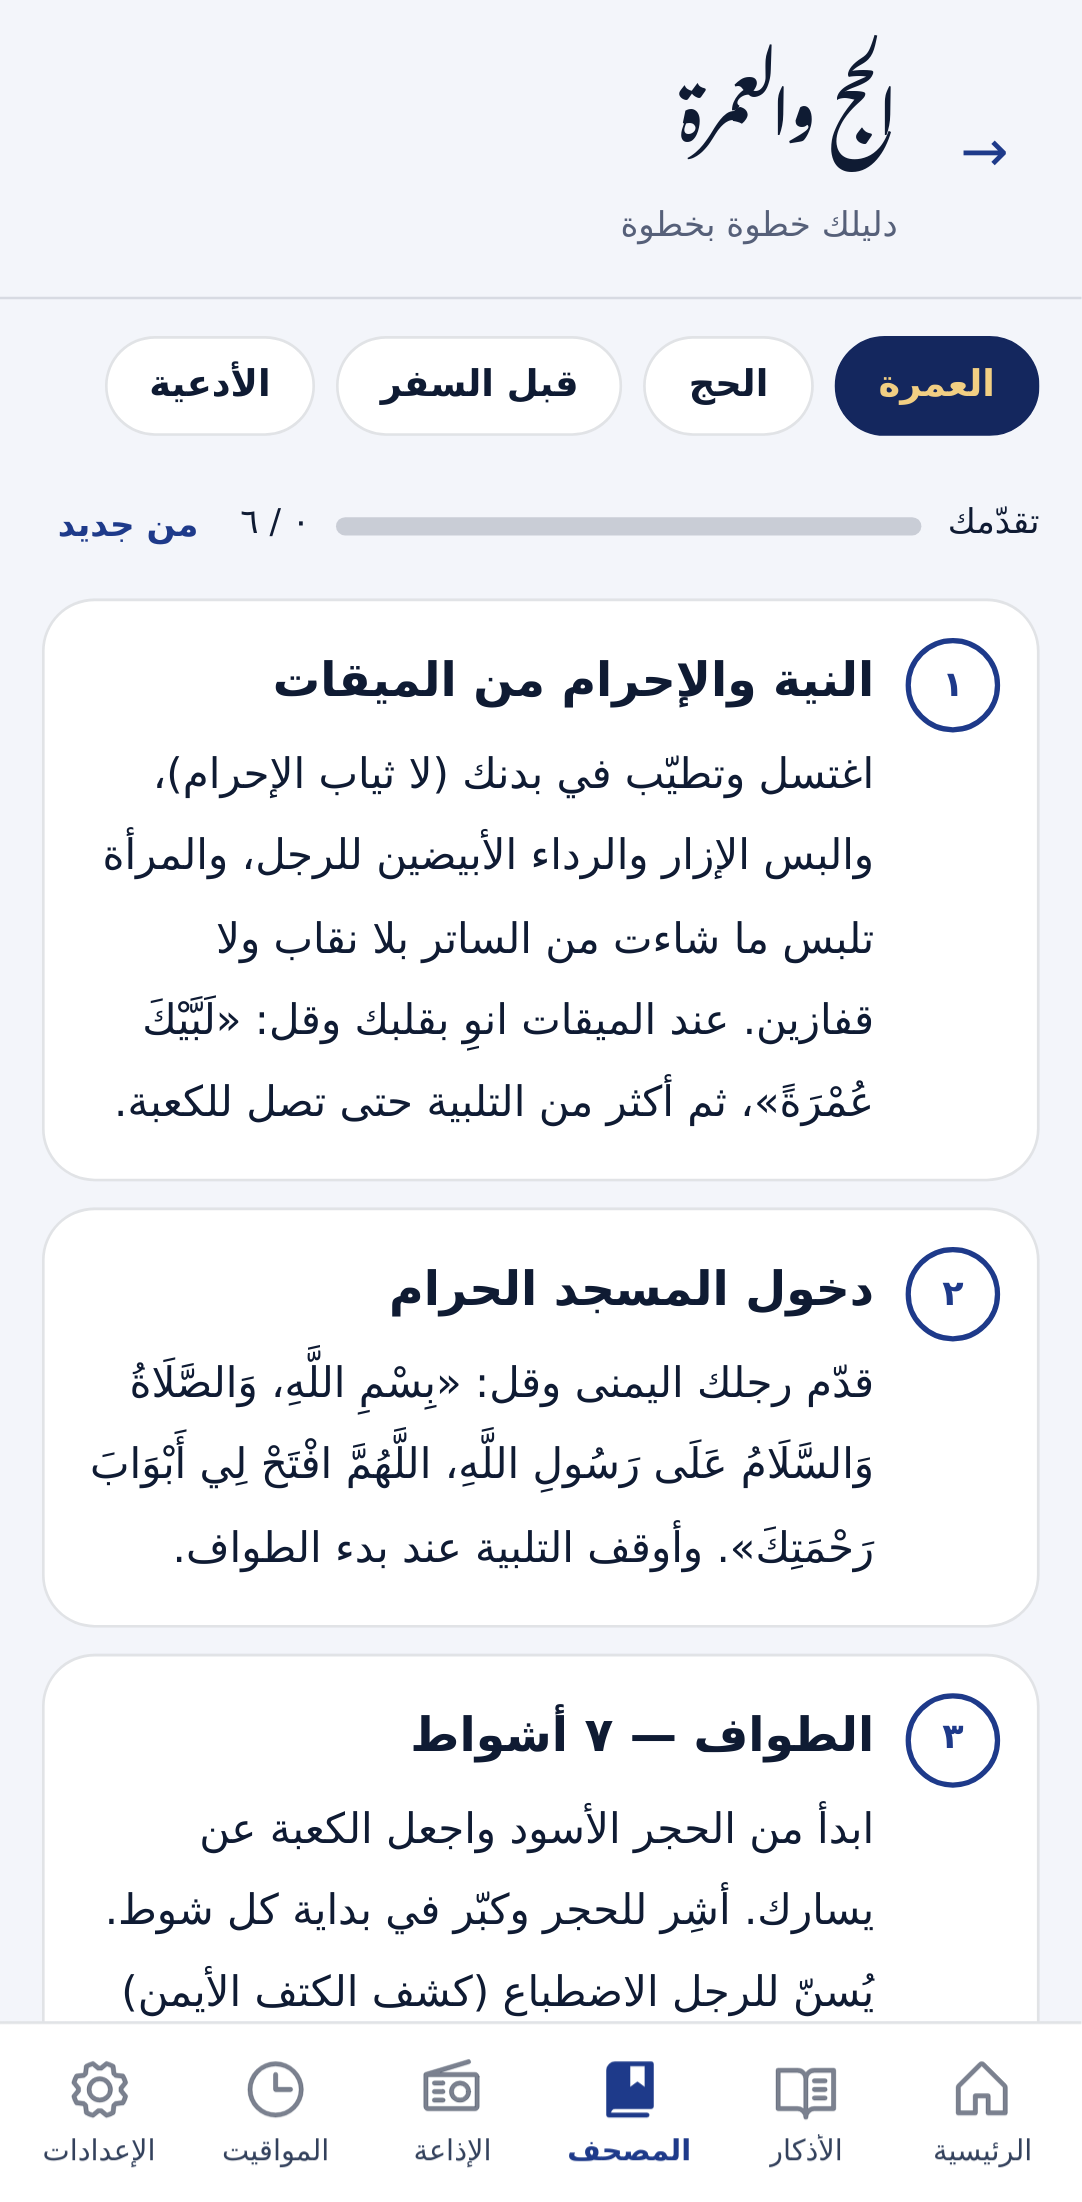 الحج والعمرة
→
دليلك خطوة بخطوة
العمرة
الحج
قبل السفر
الأدعية
تقدّمك
٠ / ٦
من جديد
١
النية والإحرام من الميقات
اغتسل وتطيّب في بدنك (لا ثياب الإحرام)،
والبس الإزار والرداء الأبيضين للرجل، والمرأة
تلبس ما شاءت من الساتر بلا نقاب ولا
قفازين. عند الميقات انوِ بقلبك وقل: «لَبَّيْكَ
عُمْرَةً»، ثم أكثر من التلبية حتى تصل للكعبة.
٢
دخول المسجد الحرام
قدّم رجلك اليمنى وقل: «بِسْمِ اللَّهِ، وَالصَّلَاةُ
وَالسَّلَامُ عَلَى رَسُولِ اللَّهِ، اللَّهُمَّ افْتَحْ لِي أَبْوَابَ
رَحْمَتِكَ». وأوقف التلبية عند بدء الطواف.
٣
الطواف — ٧ أشواط
ابدأ من الحجر الأسود واجعل الكعبة عن
يسارك. أشِر للحجر وكبّر في بداية كل شوط.
يُسنّ للرجل الاضطباع (كشف الكتف الأيمن)
الرئيسية
الأذكار
المصحف
الإذاعة
المواقيت
الإعدادات